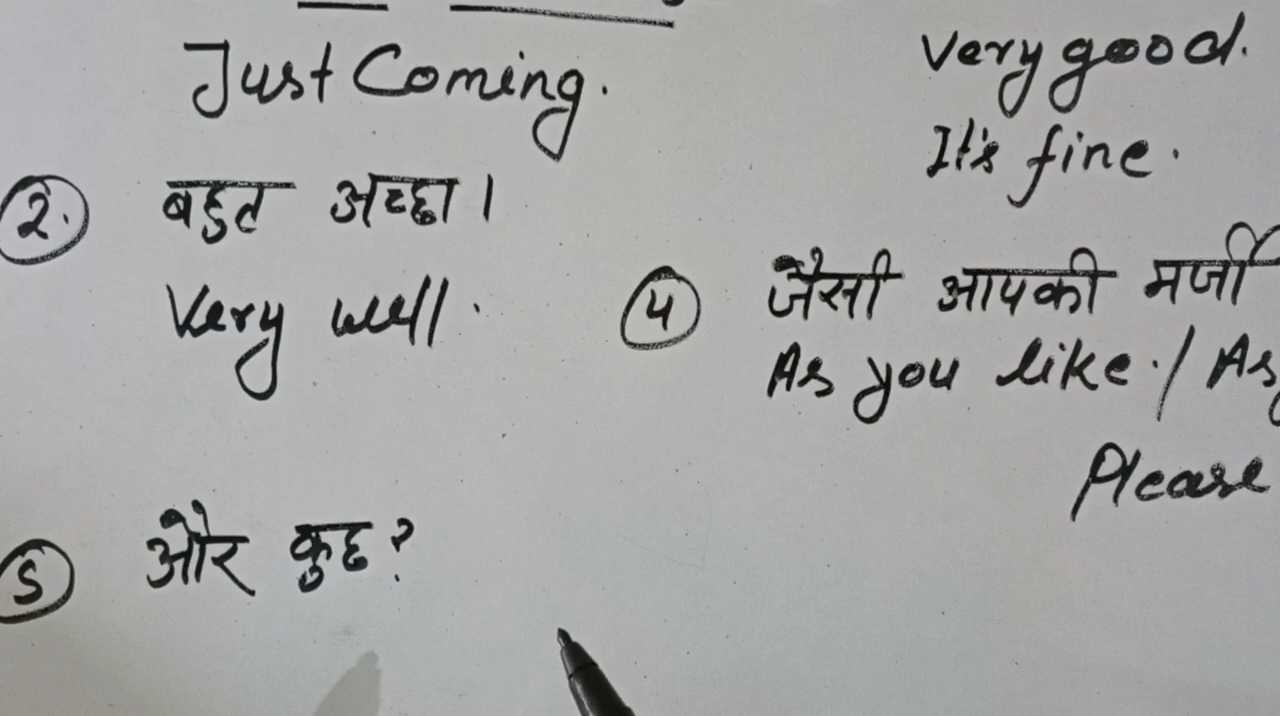 Just Coming.
2. बहुत अच्छा।
Very well.
5 और कुछ?
Very good.
It's fine.
4 जैसी आपकी मर्जी
As you like. / As
Please